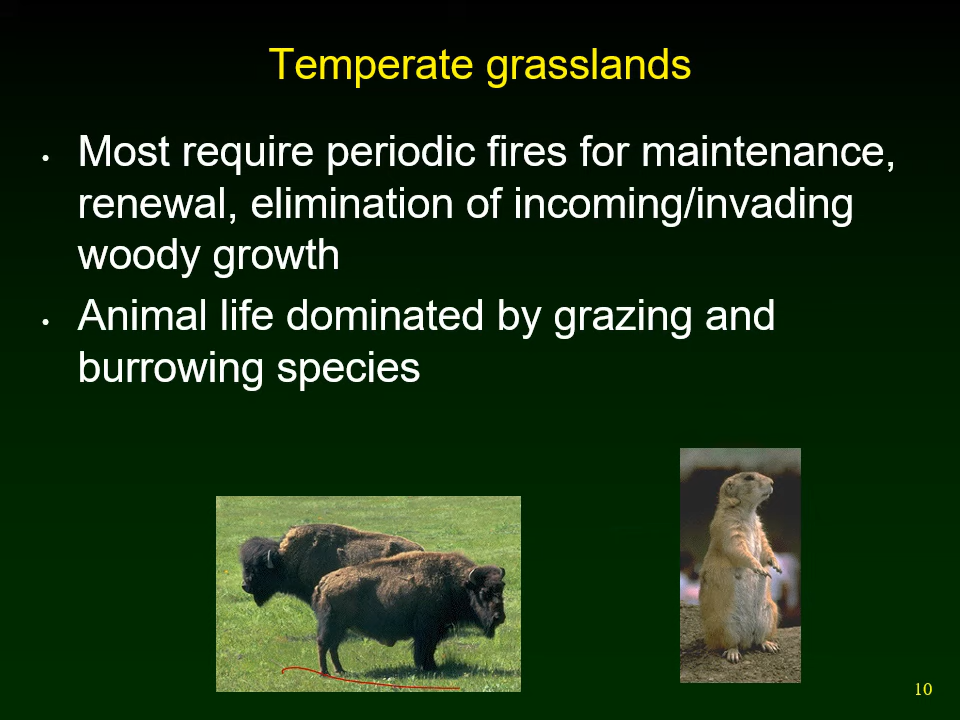 Temperate grasslands
• Most require periodic fires for maintenance,
renewal, elimination of incoming/invading
woody growth
• Animal life dominated by grazing and
burrowing species
10